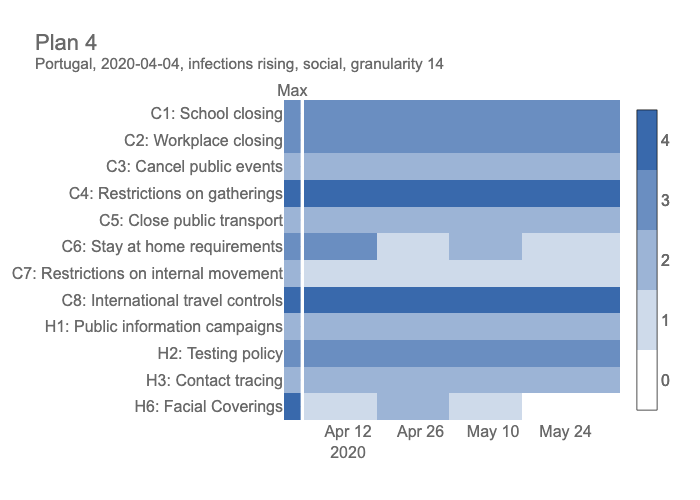 Plan 4
Portugal, 2020-04-04, infections rising, social, granularity 14
Max
C1: School closing
C2: Workplace closing
C3: Cancel public events
C4: Restrictions on gatherings
C5: Close public transport
C6: Stay at home requirements
C7: Restrictions on internal movement
C8: International travel controls
H1: Public information campaigns
H2: Testing policy
H3: Contact tracing
H6: Facial Coverings
Apr 12 Apr 26 May 10 May 24
2020
4
3
2
1
0